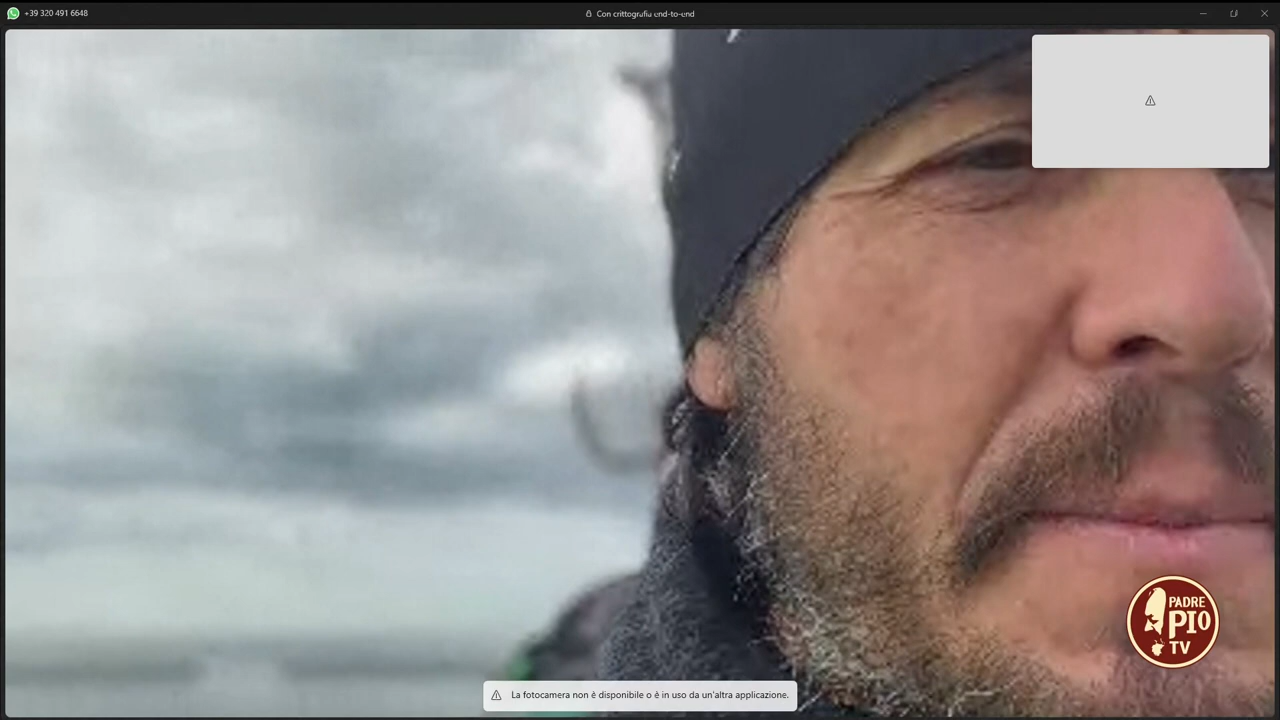 +39 320 491 6648
Con crittografia end-to-end
PADRE
PIO
TV
La fotocamera non è disponibile o è in uso da un'altra applicazione.